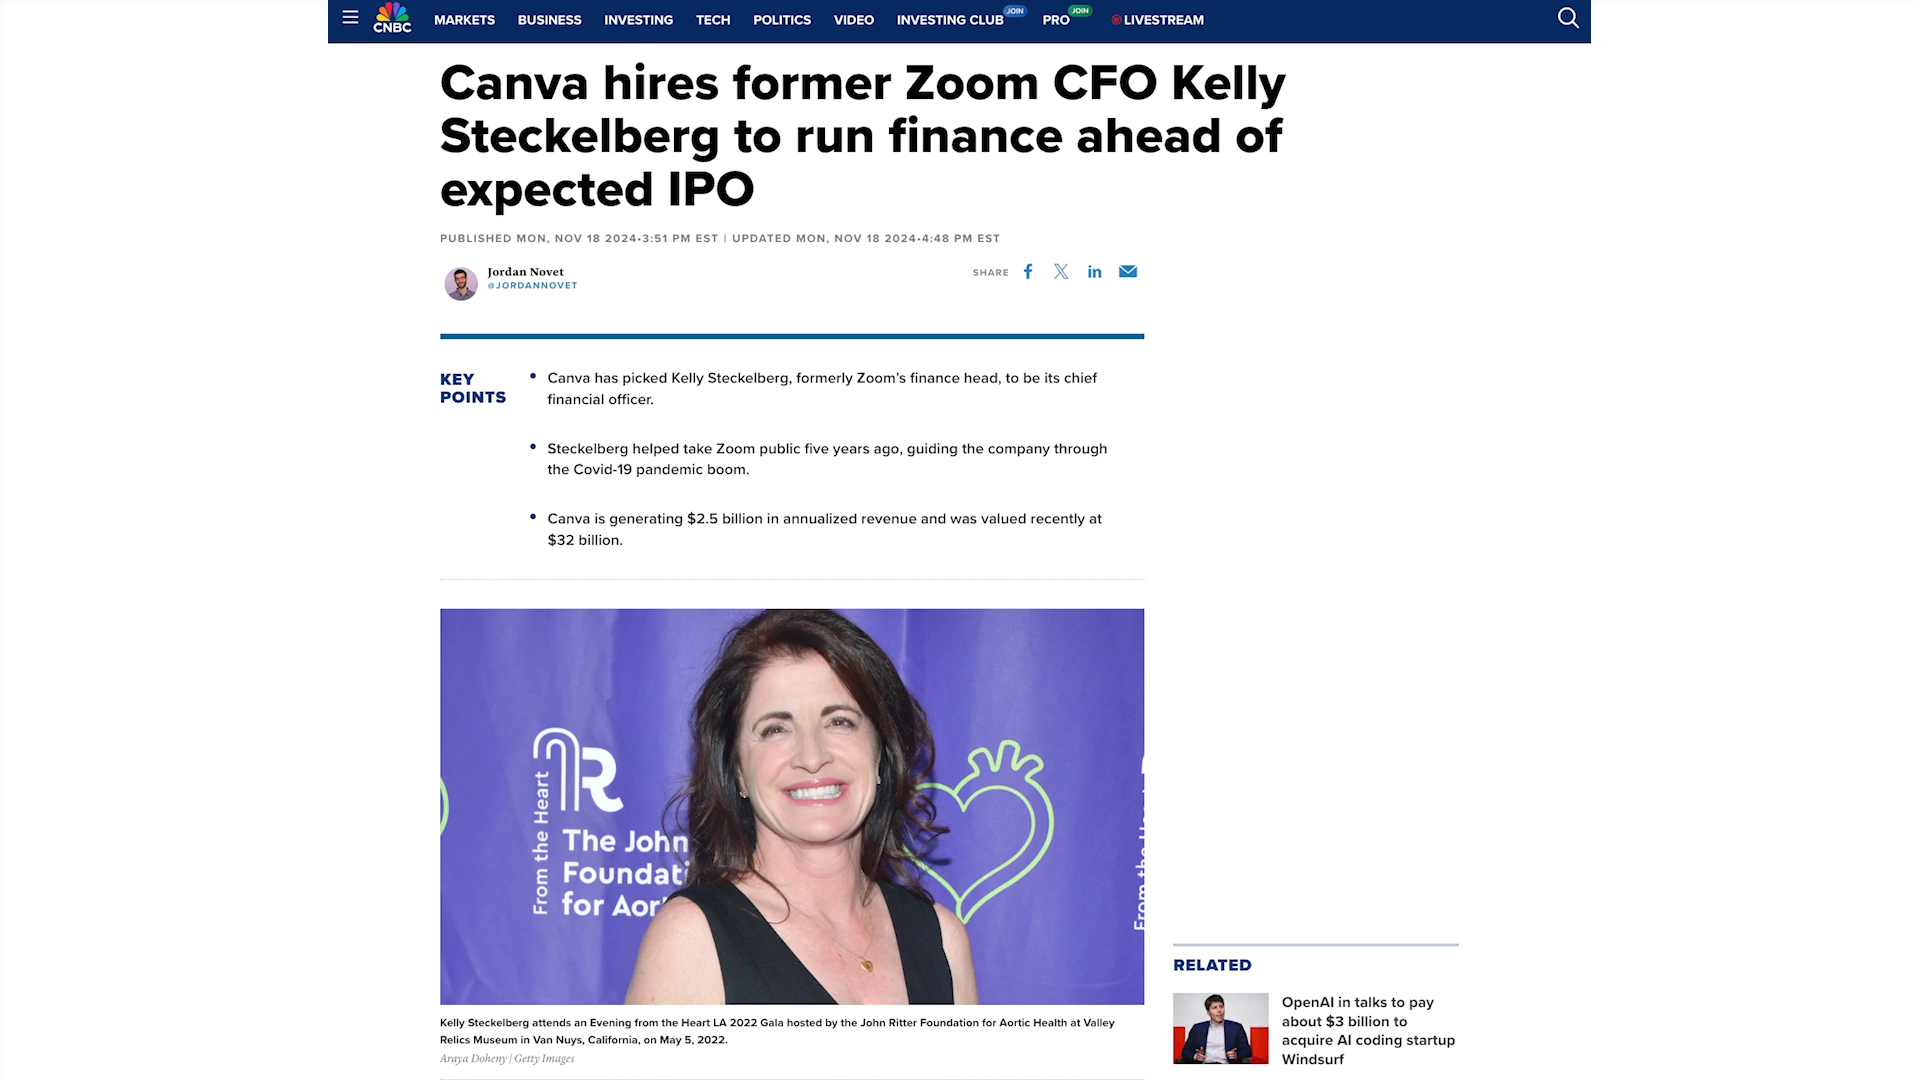 CNBC
MARKETS BUSINESS INVESTING TECH POLITICS VIDEO INVESTING CLUB JOIN PRO JOIN LIVESTREAM
Canva hires former Zoom CFO Kelly
Steckelberg to run finance ahead of
expected IPO
PUBLISHED MON, NOV 18 2024•3:51 PM EST | UPDATED MON, NOV 18 2024•4:48 PM EST
Jordan Novet
@JORDANNOVET
SHARE
KEY
POINTS
Canva has picked Kelly Steckelberg, formerly Zoom’s finance head, to be its chief
financial officer.
Steckelberg helped take Zoom public five years ago, guiding the company through
the Covid-19 pandemic boom.
Canva is generating $2.5 billion in annualized revenue and was valued recently at
$32 billion.
From the Heart
The John
Foundati
for Aor
From the
Kelly Steckelberg attends an Evening from the Heart LA 2022 Gala hosted by the John Ritter Foundation for Aortic Health at Valley
Relics Museum in Van Nuys, California, on May 5, 2022.
Araya Doheny | Getty Images
RELATED
OpenAI in talks to pay
about $3 billion to
acquire AI coding startup
Windsurf